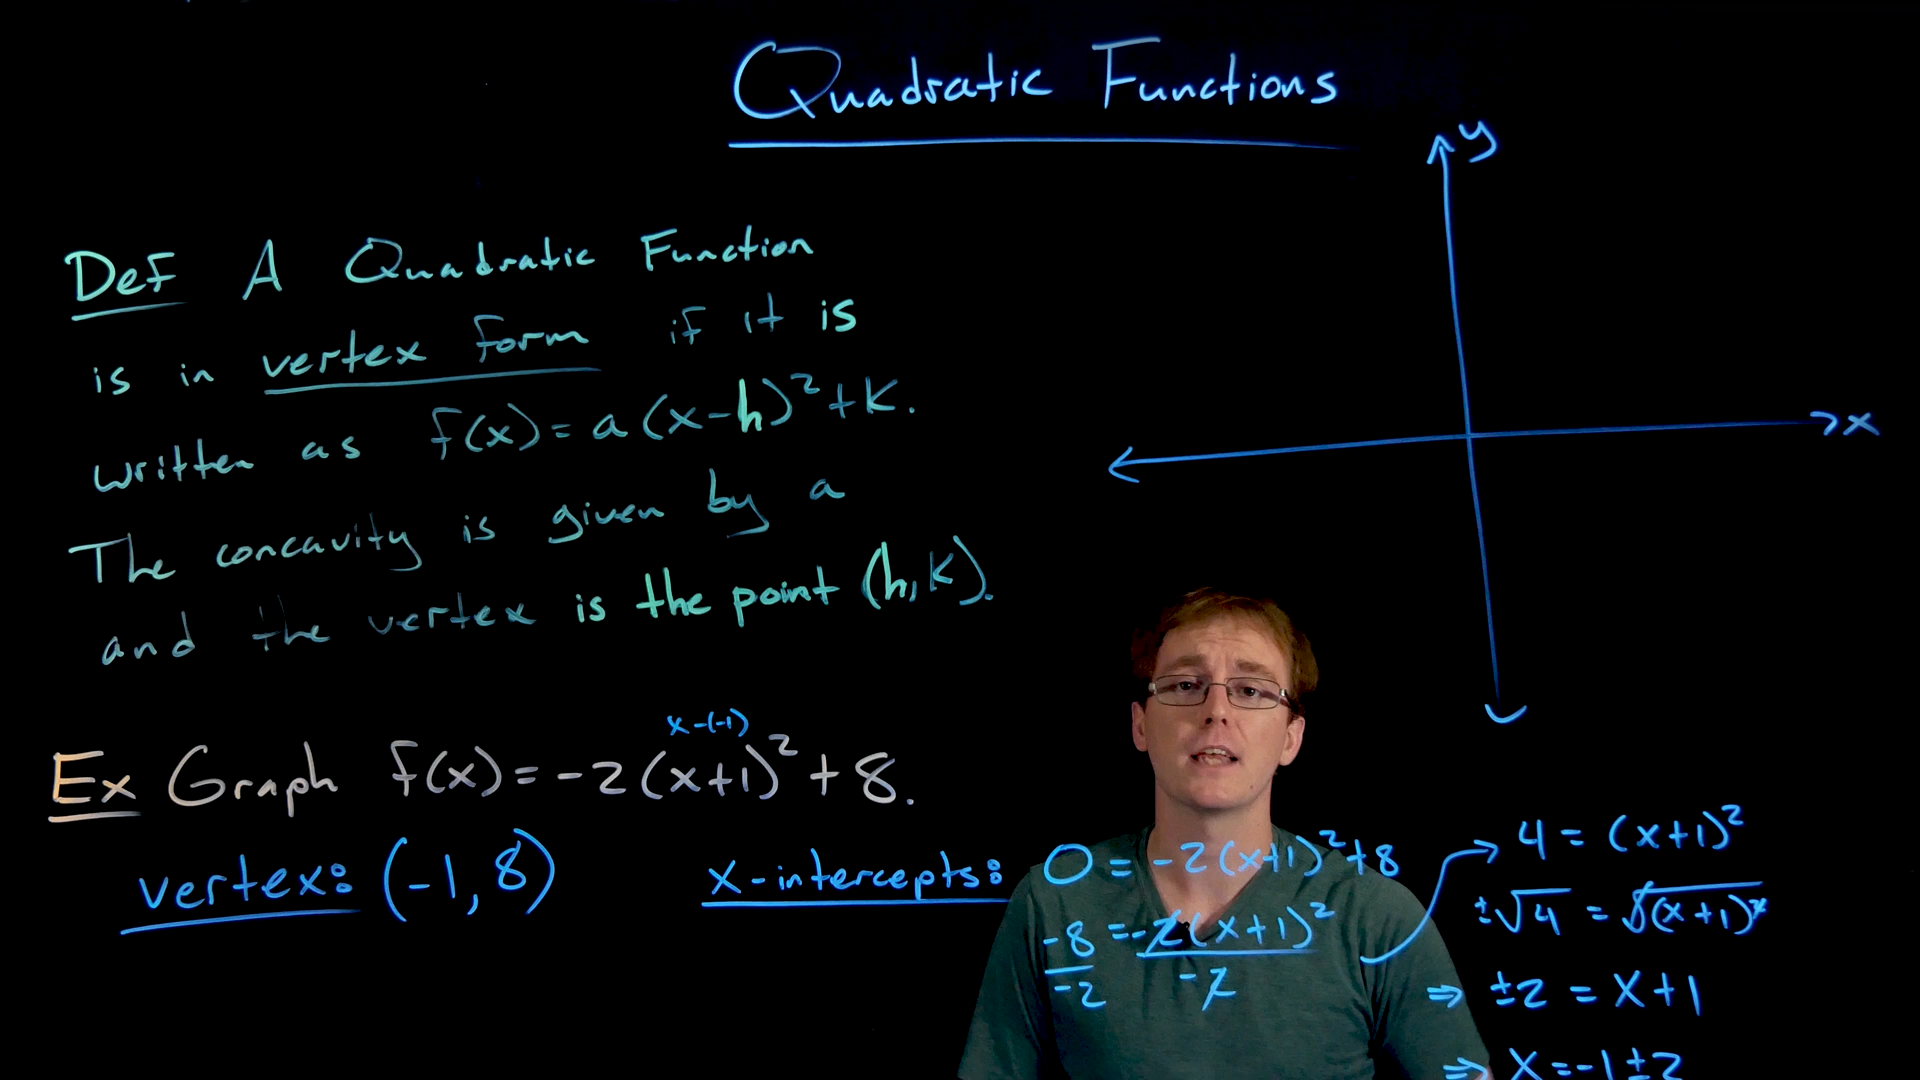 Quadratic Functions
y
x
Def A Quadratic Function
is in vertex form if it is
written as f(x)=a(x-h)²+k.
The concavity is given by a
and the vertex is the point (h,k).
x-(-1)
Ex Graph f(x)=-2(x+1)²+8.
vertex: (-1,8)
x-intercepts: 0=-2(x+1)²+8
-8/-2 = -2(x+1)²/-2
→ 4=(x+1)²
±√4 = √(x+1)²
⇒ ±2 = x+1
⇒ x=-1±2